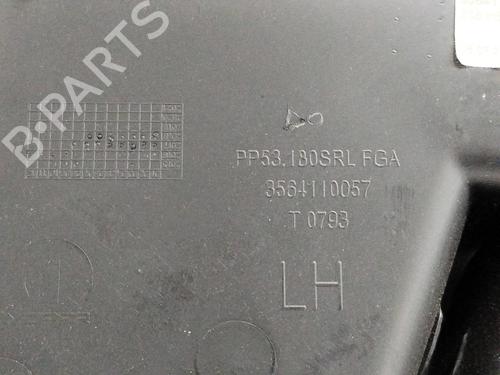 B-PARTS
PP53.180SRL FGA
3564110057
T 0793
LH